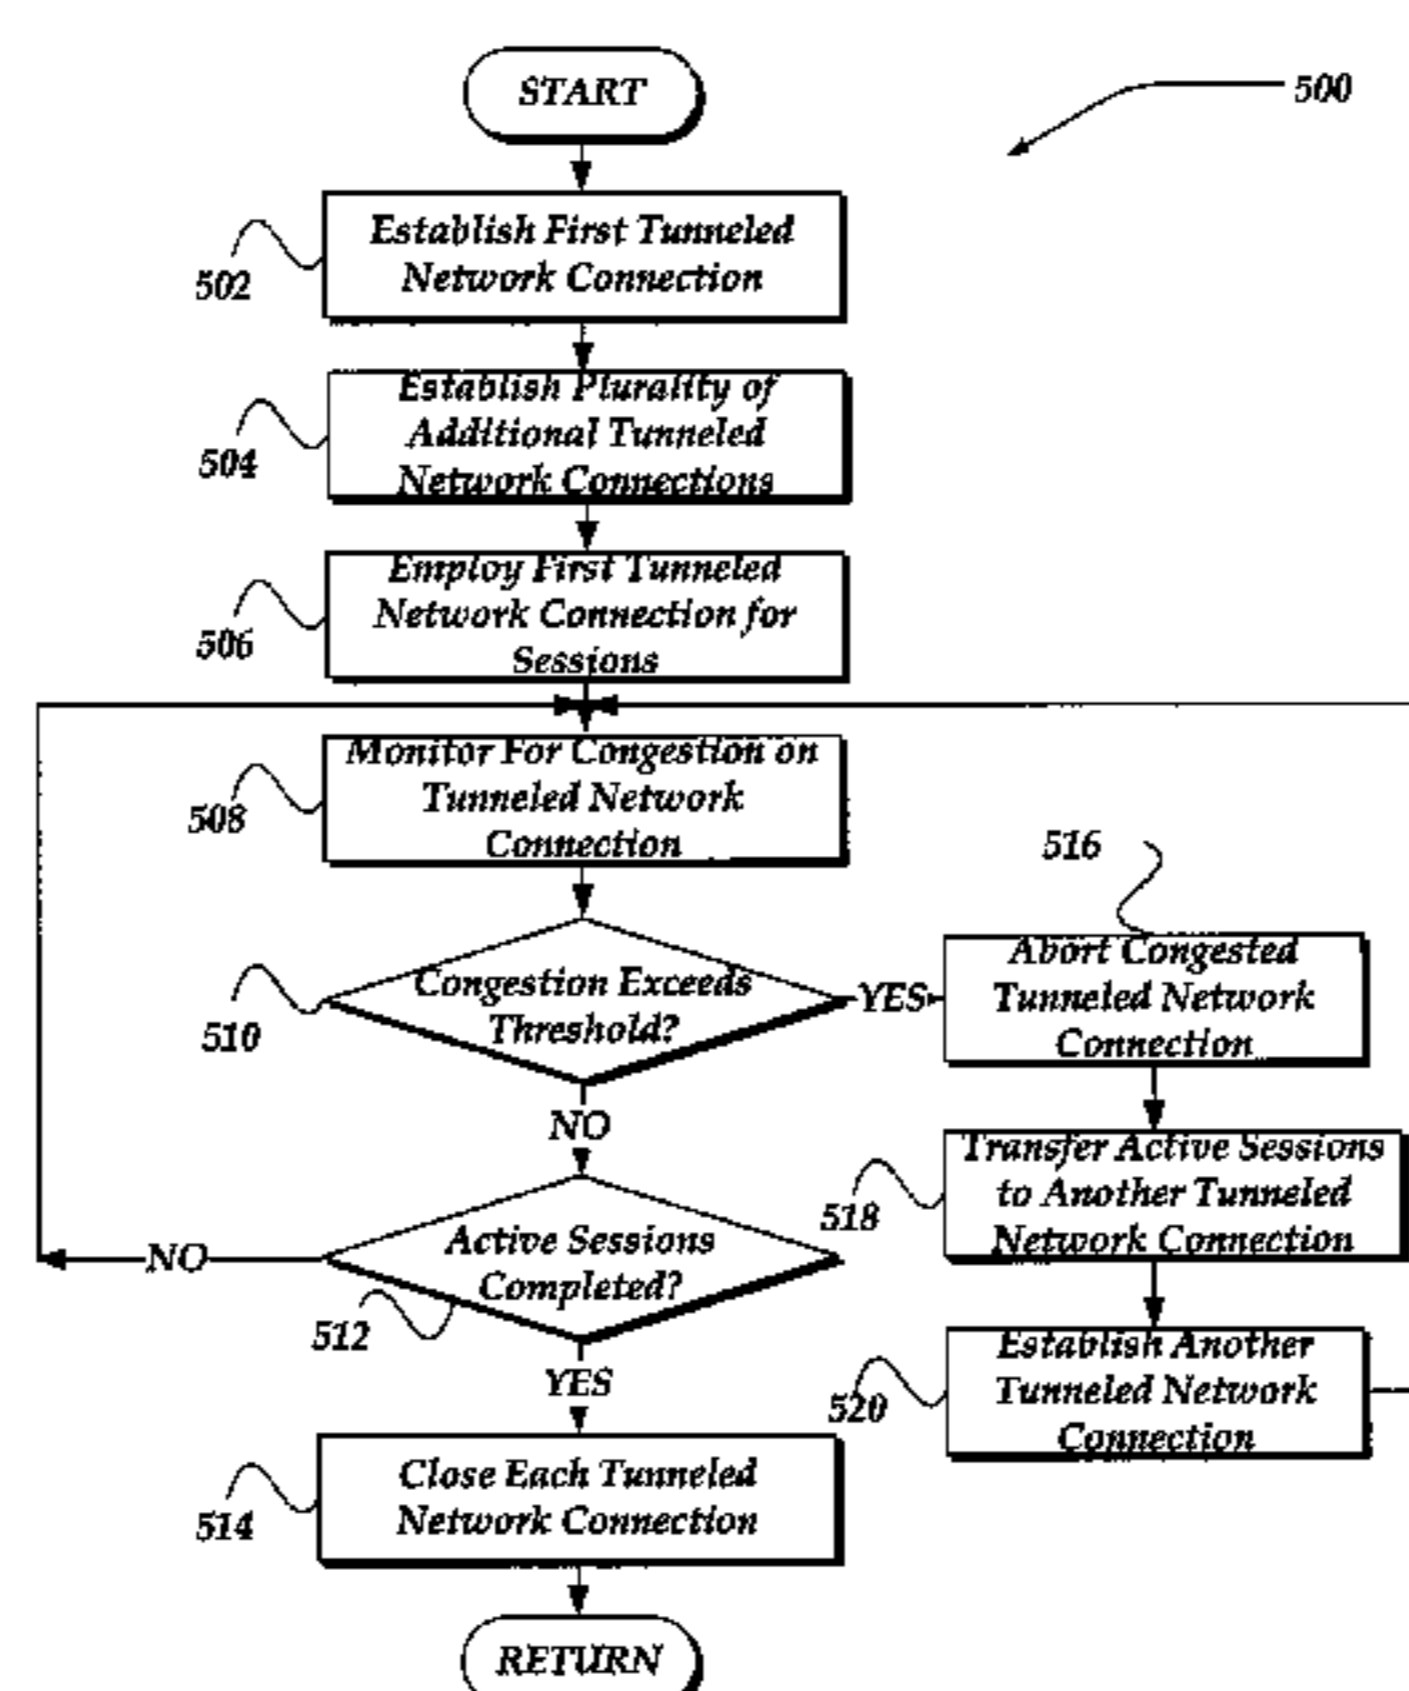 START
500
Establish First Tunneled
Network Connection
502
Establish Plurality of
Additional Tunneled
Network Connections
504
Employ First Tunneled
Network Connection for
Sessions
506
Monitor For Congestion on
Tunneled Network
Connection
508
Congestion Exceeds
Threshold?
510
YES
516
Abort Congested
Tunneled Network
Connection
NO
Transfer Active Sessions
to Another Tunneled
Network Connection
518
Active Sessions
Completed?
NO
512
Establish Another
Tunneled Network
Connection
520
YES
Close Each Tunneled
Network Connection
514
RETURN